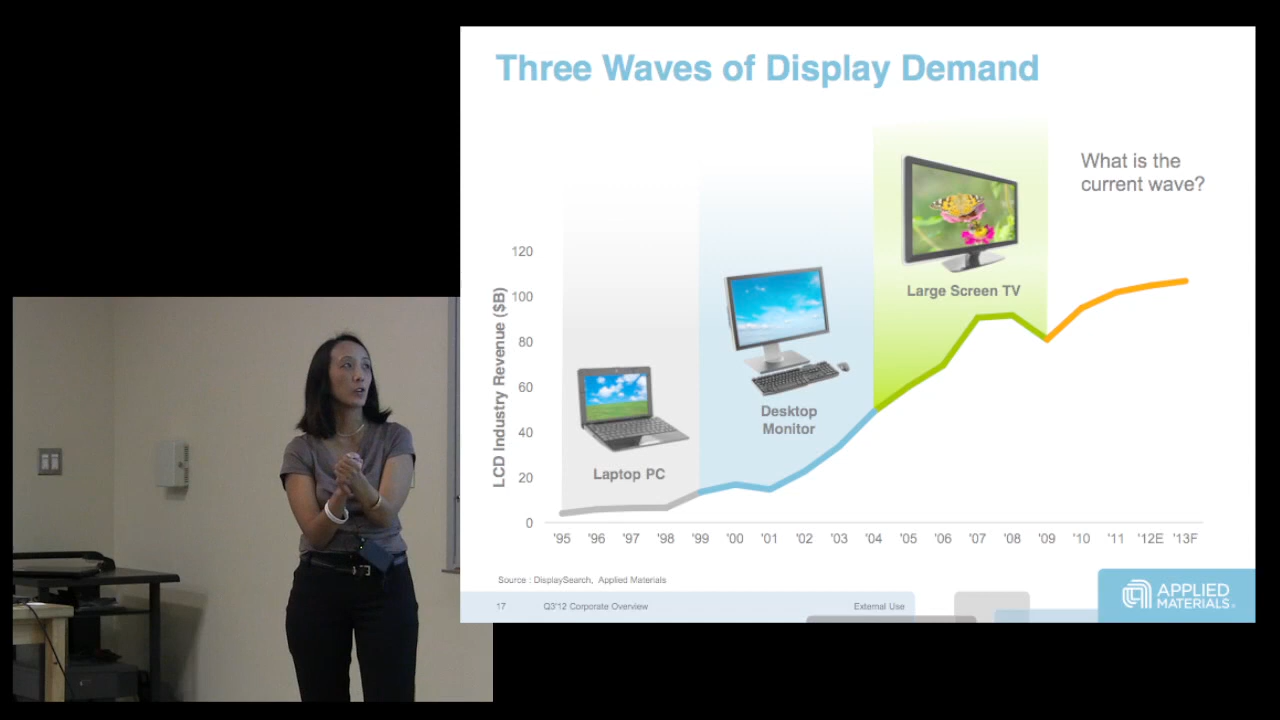 Three Waves of Display Demand
What is the
current wave?
120
100
80
60
40
20
0
LCD Industry Revenue ($B)
Laptop PC
Desktop
Monitor
Large Screen TV
'95 '96 '97 '98 '99 '00 '01 '02 '03 '04 '05 '06 '07 '08 '09 '10 '11 '12E '13F
Source : DisplaySearch, Applied Materials
17 Q3'12 Corporate Overview External Use
APPLIED
MATERIALS®